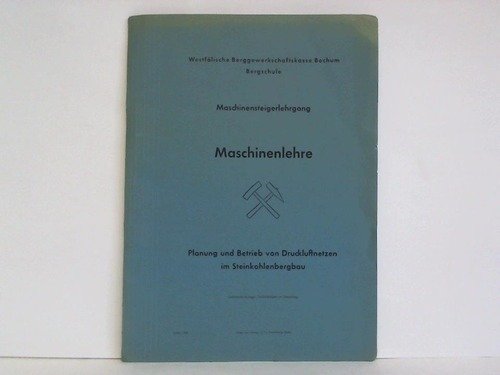 Westfälische Berggewerkschaftskasse Bochum
Bergschule
Maschinensteigerlehrgang
Maschinenlehre
Planung und Betrieb von Druckluftnetzen
im Steinkohlenbergbau